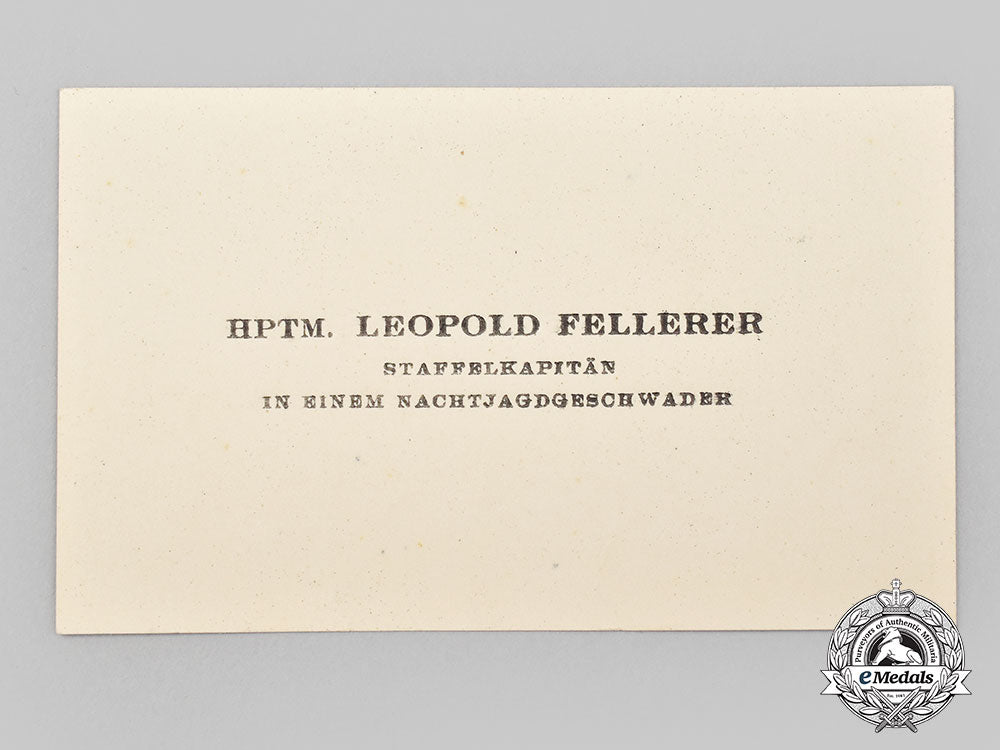 HPTM. LEOPOLD FELLERER
STAFFELKAPITÄN
IN EINEM NACHTJAGDGESCHWADER
Purveyors of Authentic Militaria
eMedals